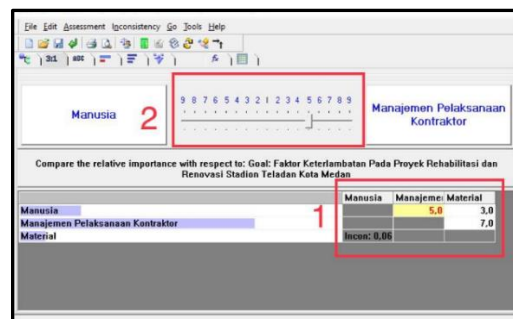 File Edit Assessment Inconsistency Go Tools Help
3:1 ABC
Manusia
2
9 8 7 6 5 4 3 2 1 2 3 4 5 6 7 8 9
Manajemen Pelaksanaan
Kontraktor
Compare the relative importance with respect to: Goal: Faktor Keterlambatan Pada Proyek Rehabilitasi dan
Renovasi Stadion Teladan Kota Medan
1
Manusia Manajemen Material
Manusia 5,0 3,0
Manajemen Pelaksanaan Kontraktor 7,0
Material Incon: 0,06